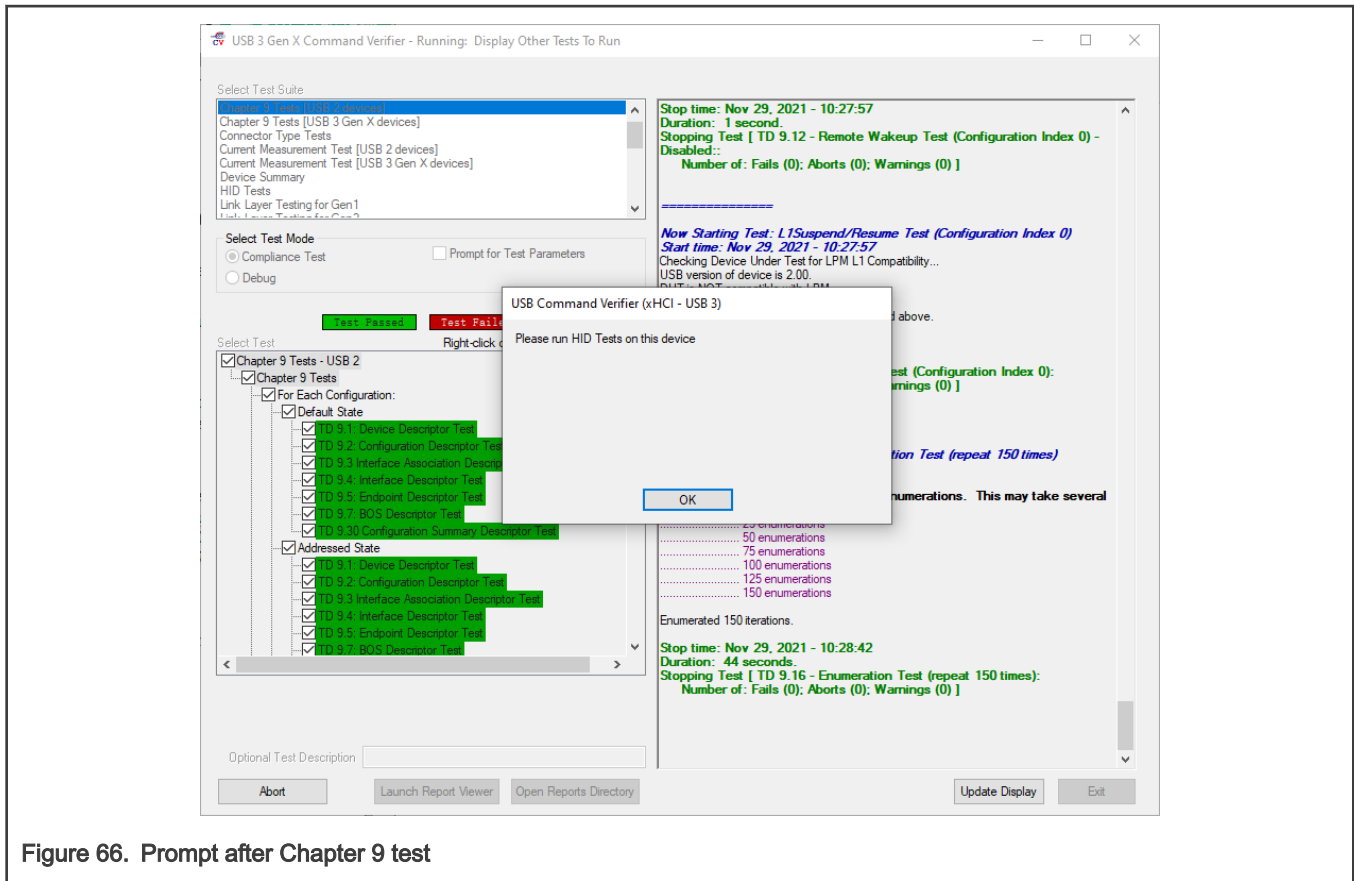 USB 3 Gen X Command Verifier - Running: Display Other Tests To Run
Select Test Suite
Chapter 9 Tests [USB 2 devices]
Chapter 9 Tests [USB 3 Gen X devices]
Connector Type Tests
Current Measurement Test [USB 2 devices]
Current Measurement Test [USB 3 Gen X devices]
Device Summary
HID Tests
Link Layer Testing for Gen1
Link Layer Testing for Gen2
Select Test Mode
Compliance Test
Prompt for Test Parameters
Debug
Test Passed
Test Faile
Select Test
Right-click
Chapter 9 Tests - USB 2
Chapter 9 Tests
For Each Configuration:
Default State
TD 9.1: Device Descriptor Test
TD 9.2: Configuration Descriptor Tes
TD 9.3 Interface Association Descrip
TD 9.4: Interface Descriptor Test
TD 9.5: Endpoint Descriptor Test
TD 9.7: BOS Descriptor Test
TD 9.30 Configuration Summary Descriptor Test
Addressed State
TD 9.1: Device Descriptor Test
TD 9.2: Configuration Descriptor Test
TD 9.3 Interface Association Descriptor Test
TD 9.4: Interface Descriptor Test
TD 9.5: Endpoint Descriptor Test
TD 9.7: BOS Descriptor Test
Stop time: Nov 29, 2021 - 10:27:57
Duration: 1 second.
Stopping Test [ TD 9.12 - Remote Wakeup Test (Configuration Index 0) -
Disabled::
Number of: Fails (0); Aborts (0); Warnings (0) ]
===============
Now Starting Test: L1Suspend/Resume Test (Configuration Index 0)
Start time: Nov 29, 2021 - 10:27:57
Checking Device Under Test for LPM L1 Compatibility...
USB version of device is 2.00.
DUT is NOT compatible with LPM
d above.
est (Configuration Index 0):
rnings (0) ]
tion Test (repeat 150 times)
numerations. This may take several
........................ 25 enumerations
........................ 50 enumerations
........................ 75 enumerations
........................ 100 enumerations
........................ 125 enumerations
........................ 150 enumerations
Enumerated 150 iterations.
Stop time: Nov 29, 2021 - 10:28:42
Duration: 44 seconds.
Stopping Test [ TD 9.16 - Enumeration Test (repeat 150 times):
Number of: Fails (0); Aborts (0); Warnings (0) ]
USB Command Verifier (xHCI - USB 3)
Please run HID Tests on this device
OK
Optional Test Description
Abort
Launch Report Viewer
Open Reports Directory
Update Display
Exit
Figure 66. Prompt after Chapter 9 test